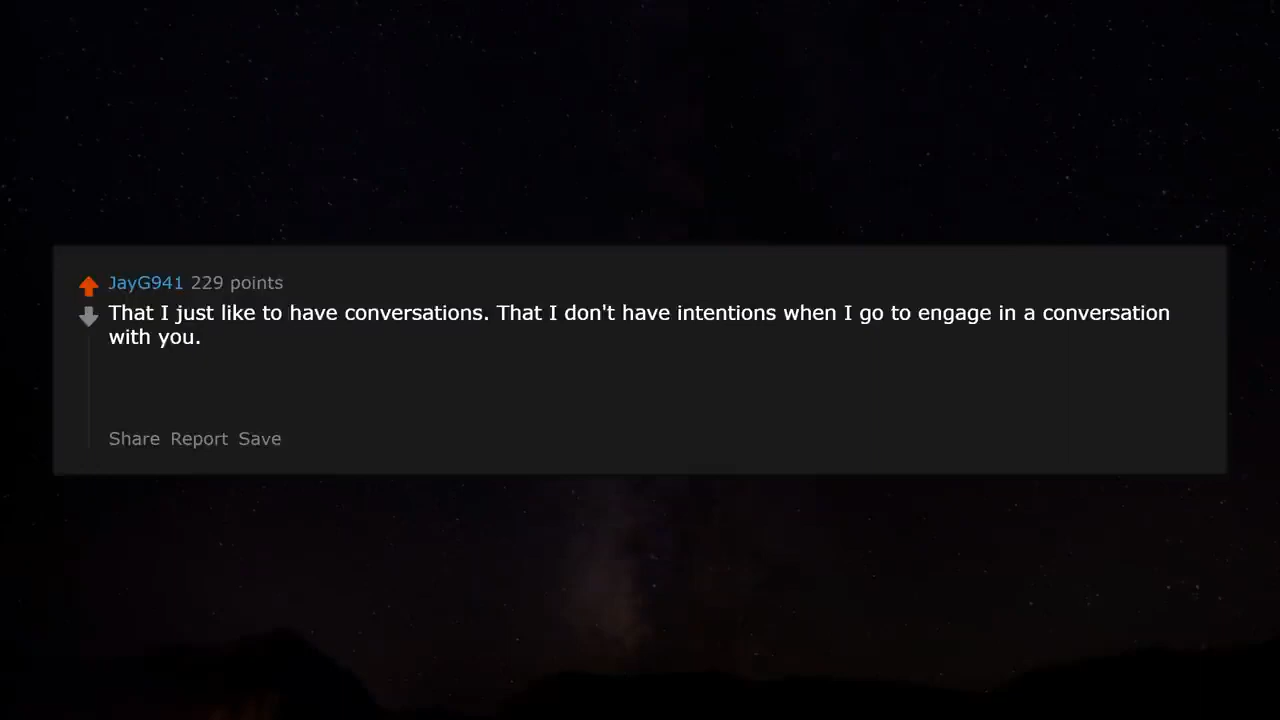 JayG941 229 points
That I just like to have conversations. That I don't have intentions when I go to engage in a conversation
with you.
Share Report Save